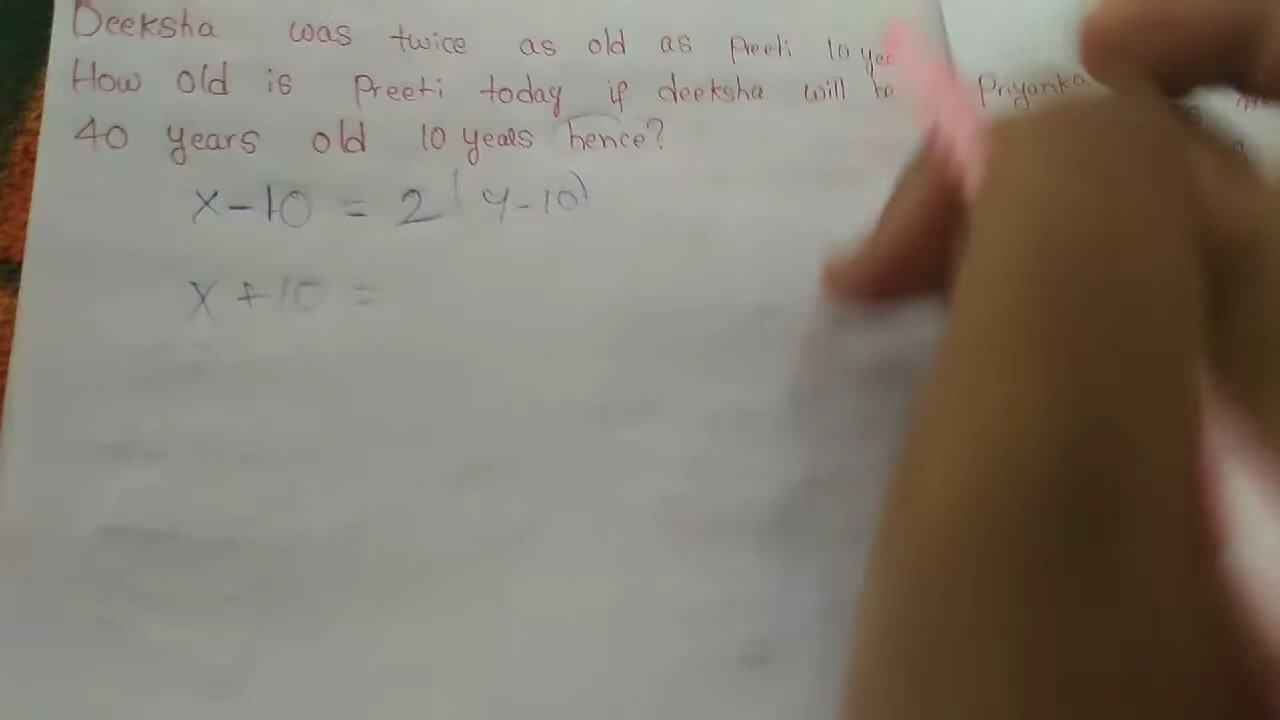 Deeksha was twice as old as Preeti 10
How old is Preeti today if deeksha will Priyanka
40 years old 10 years hence?
x-10 = 2(y-10)
x+10 =